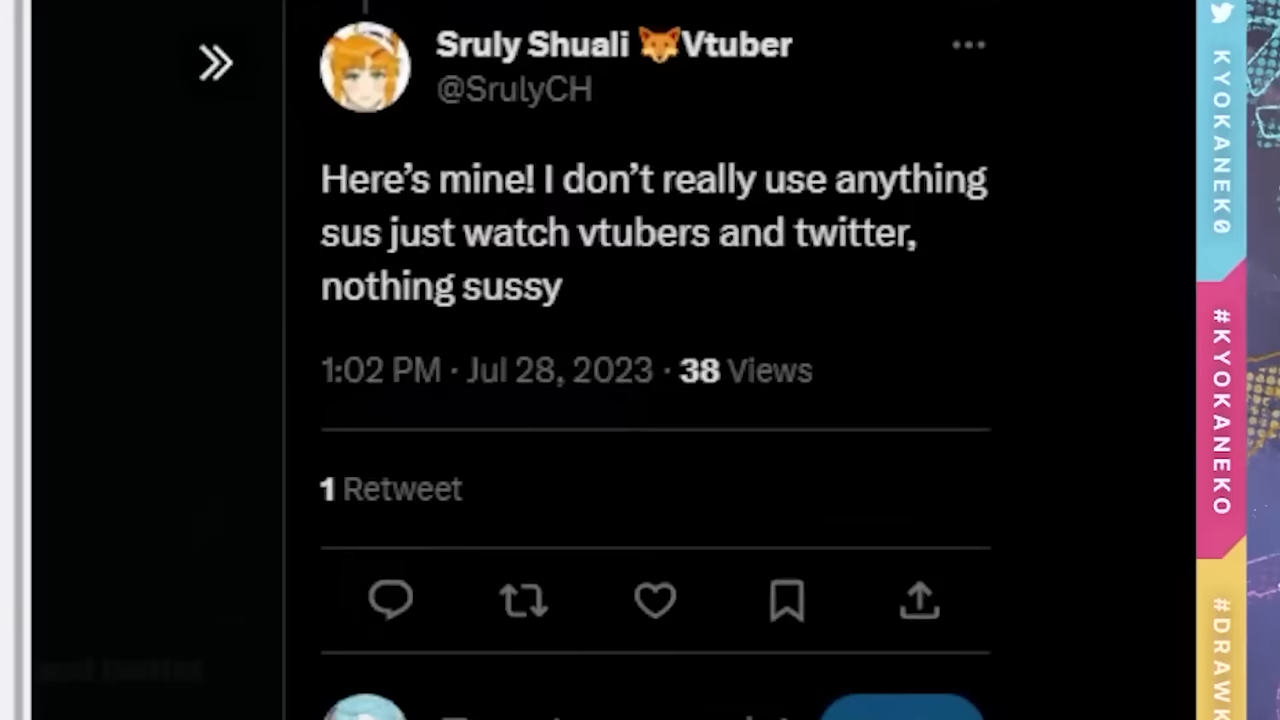 Sruly Shuali 🦊Vtuber
@SrulyCH
Here’s mine! I don’t really use anything
sus just watch vtubers and twitter,
nothing sussy
1:02 PM · Jul 28, 2023 · 38 Views
1 Retweet
KYOKANEK0
#KYOKANEKO
#DRAWK